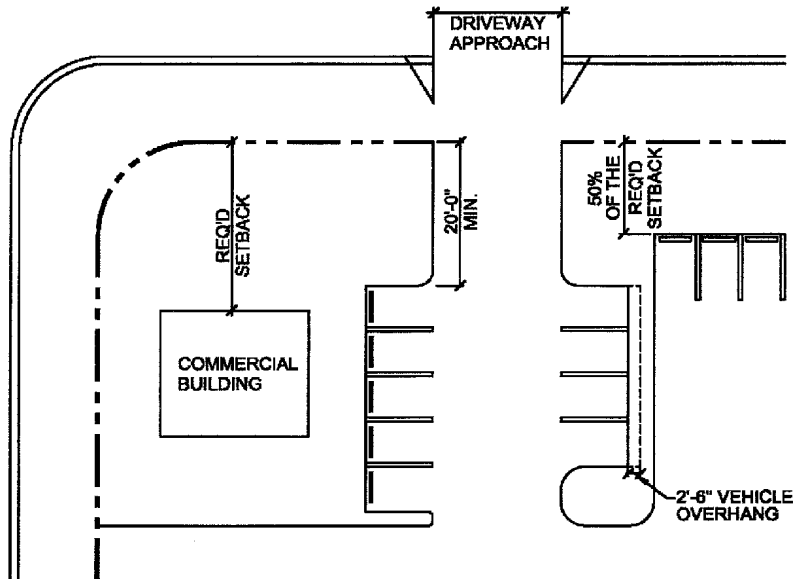 DRIVEWAY
APPROACH
REQ'D
SETBACK
20'-0"
MIN.
50%
OF THE
REQ'D
SETBACK
COMMERCIAL
BUILDING
2'-6" VEHICLE
OVERHANG